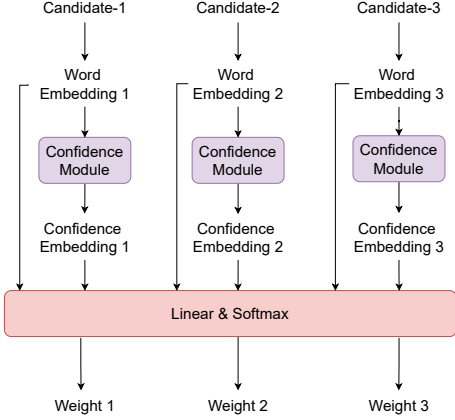 Candidate-1 Candidate-2 Candidate-3
Word Word Word
Embedding 1 Embedding 2 Embedding 3
Confidence Confidence Confidence
Module Module Module
Confidence Confidence Confidence
Embedding 1 Embedding 2 Embedding 3
Linear & Softmax
Weight 1 Weight 2 Weight 3